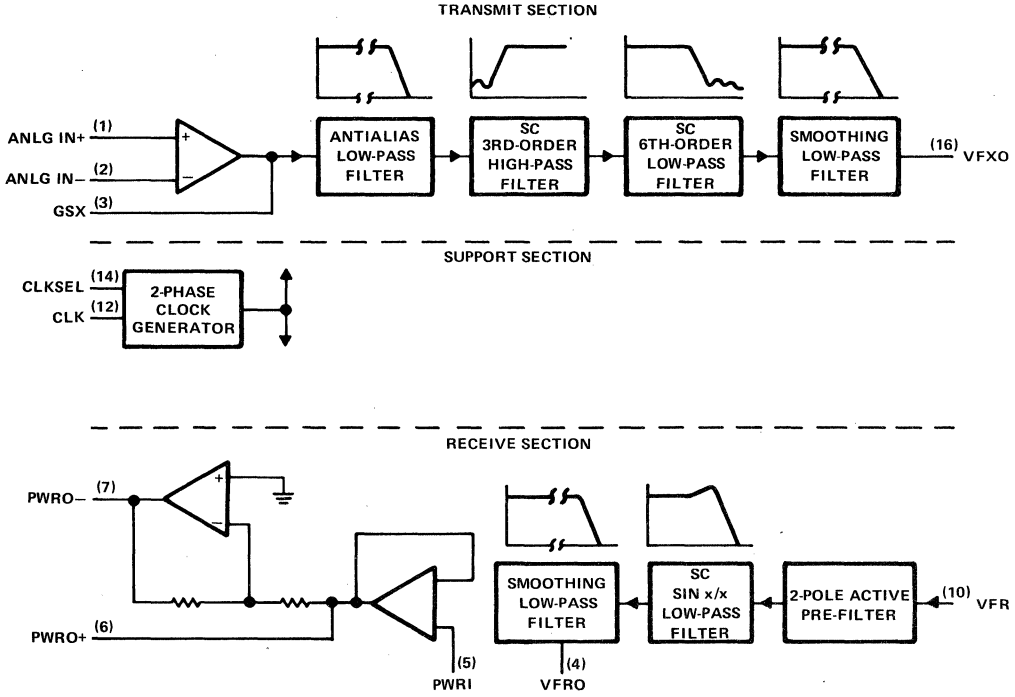 TRANSMIT SECTION
ANLG IN+ (1)
ANLG IN− (2)
GSX (3)
+
−
ANTIALIAS
LOW-PASS
FILTER
SC
3RD-ORDER
HIGH-PASS
FILTER
SC
6TH-ORDER
LOW-PASS
FILTER
SMOOTHING
LOW-PASS
FILTER
(16) VFXO
SUPPORT SECTION
CLKSEL (14)
CLK (12)
2-PHASE
CLOCK
GENERATOR
RECEIVE SECTION
PWRO− (7)
+
−
PWRO+ (6)
(5)
PWRI
SMOOTHING
LOW-PASS
FILTER
(4)
VFRO
SC
SIN x/x
LOW-PASS
FILTER
2-POLE ACTIVE
PRE-FILTER
(10) VFR